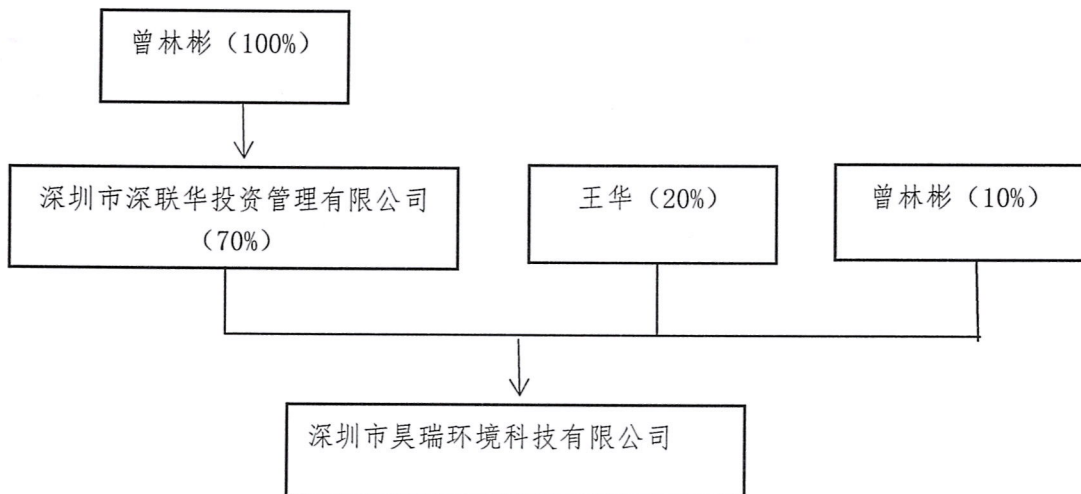 曾林彬（100%）
深圳市深联华投资管理有限公司
（70%）
王华（20%）
曾林彬（10%）
深圳市昊瑞环境科技有限公司